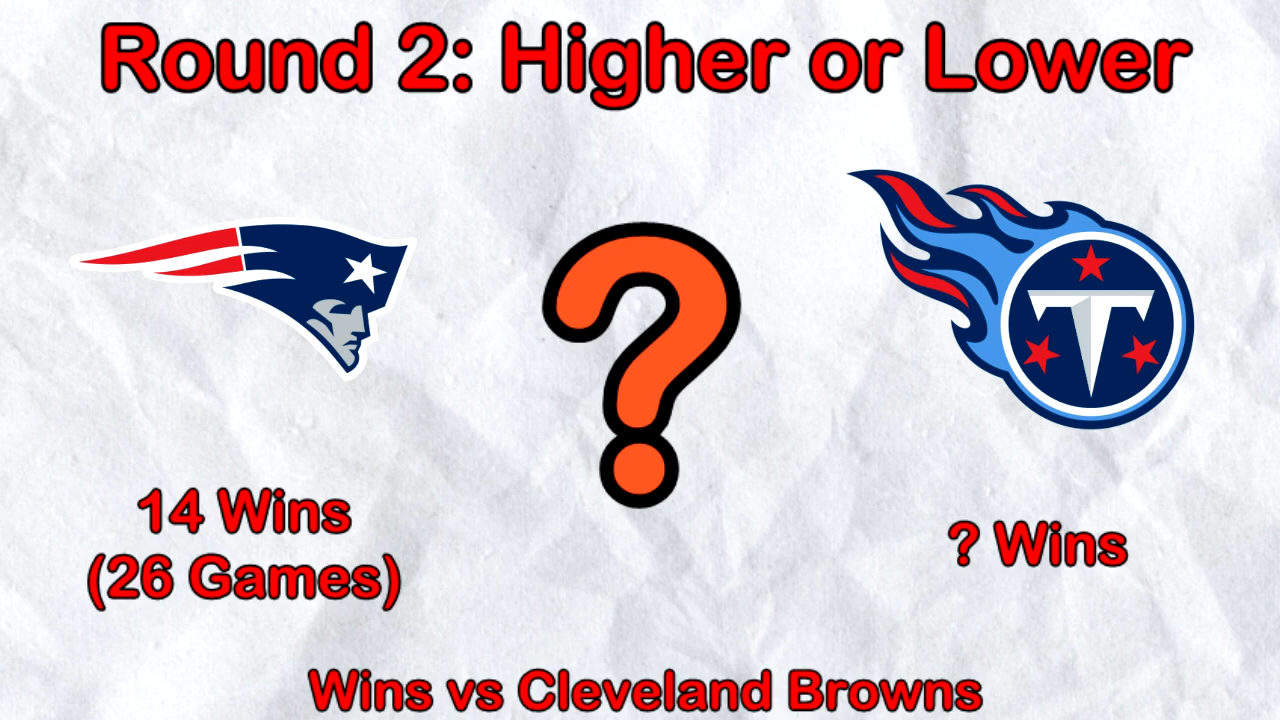 Round 2: Higher or Lower
T
14 Wins
(26 Games)
? Wins
Wins vs Cleveland Browns